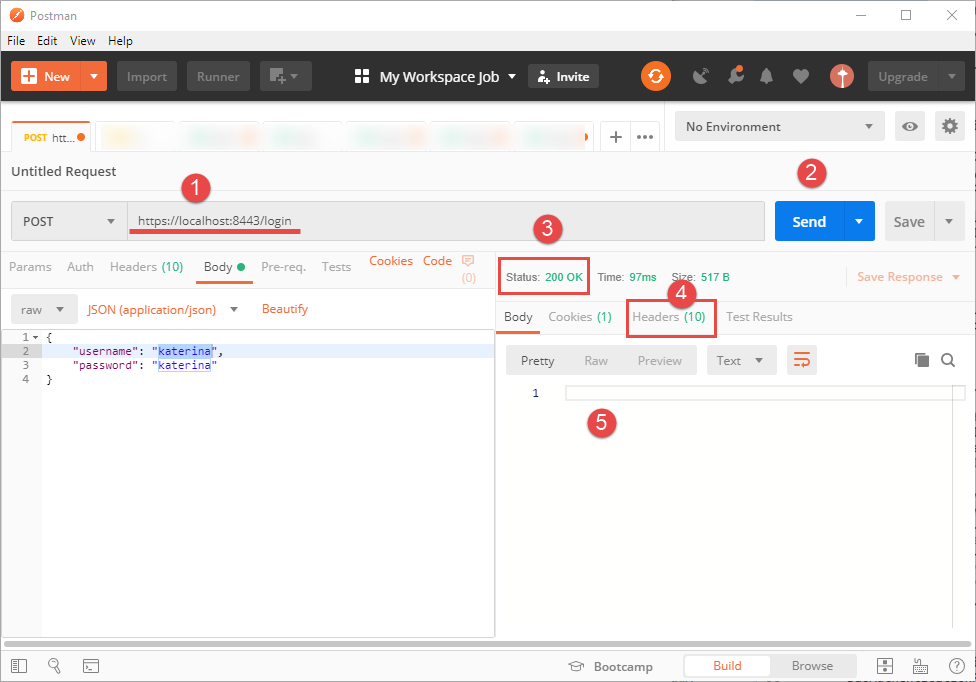 Postman
File Edit View Help
New Import Runner My Workspace Job Invite Upgrade
POST htt... No Environment
Untitled Request
1 2
POST https://localhost:8443/login Send Save
3
Params Auth Headers (10) Body Pre-req. Tests Cookies Code (0)
Status: 200 OK Time: 97ms Size: 517 B Save Response
4
raw JSON (application/json) Beautify
Body Cookies (1) Headers (10) Test Results
1 {
2 "username": "katerina",
3 "password": "katerina"
4 }
Pretty Raw Preview Text
1
5
Bootcamp Build Browse